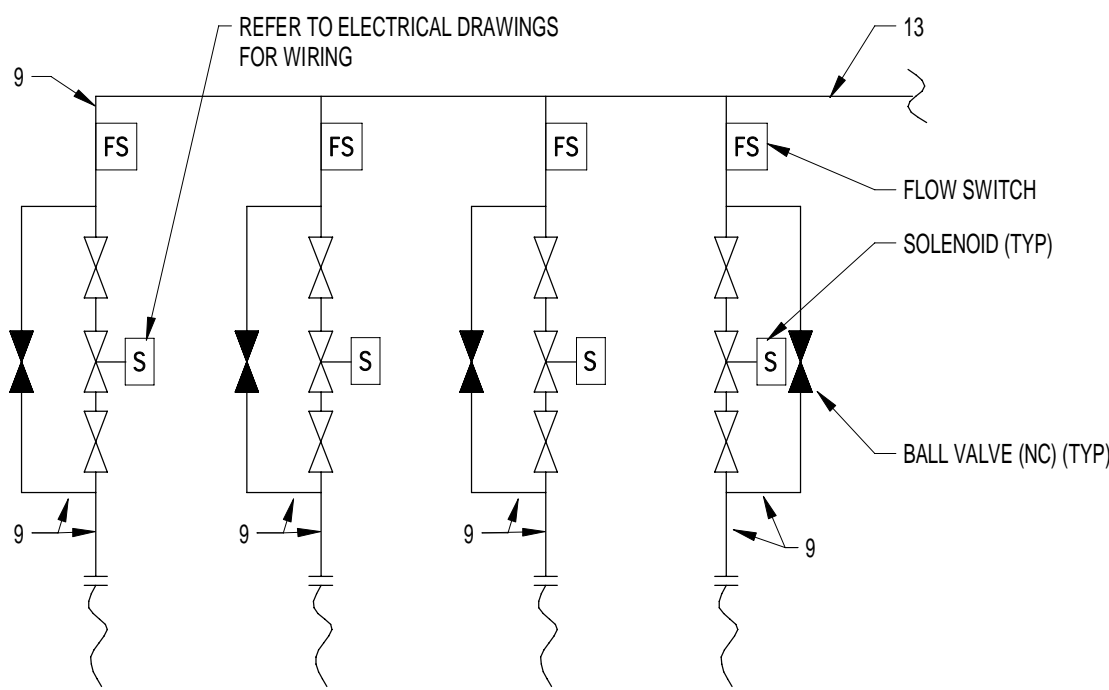 REFER TO ELECTRICAL DRAWINGS
FOR WIRING
13
9
FS
FS
FS
FS
FLOW SWITCH
SOLENOID (TYP)
S
S
S
S
BALL VALVE (NC) (TYP)
9
9
9
9